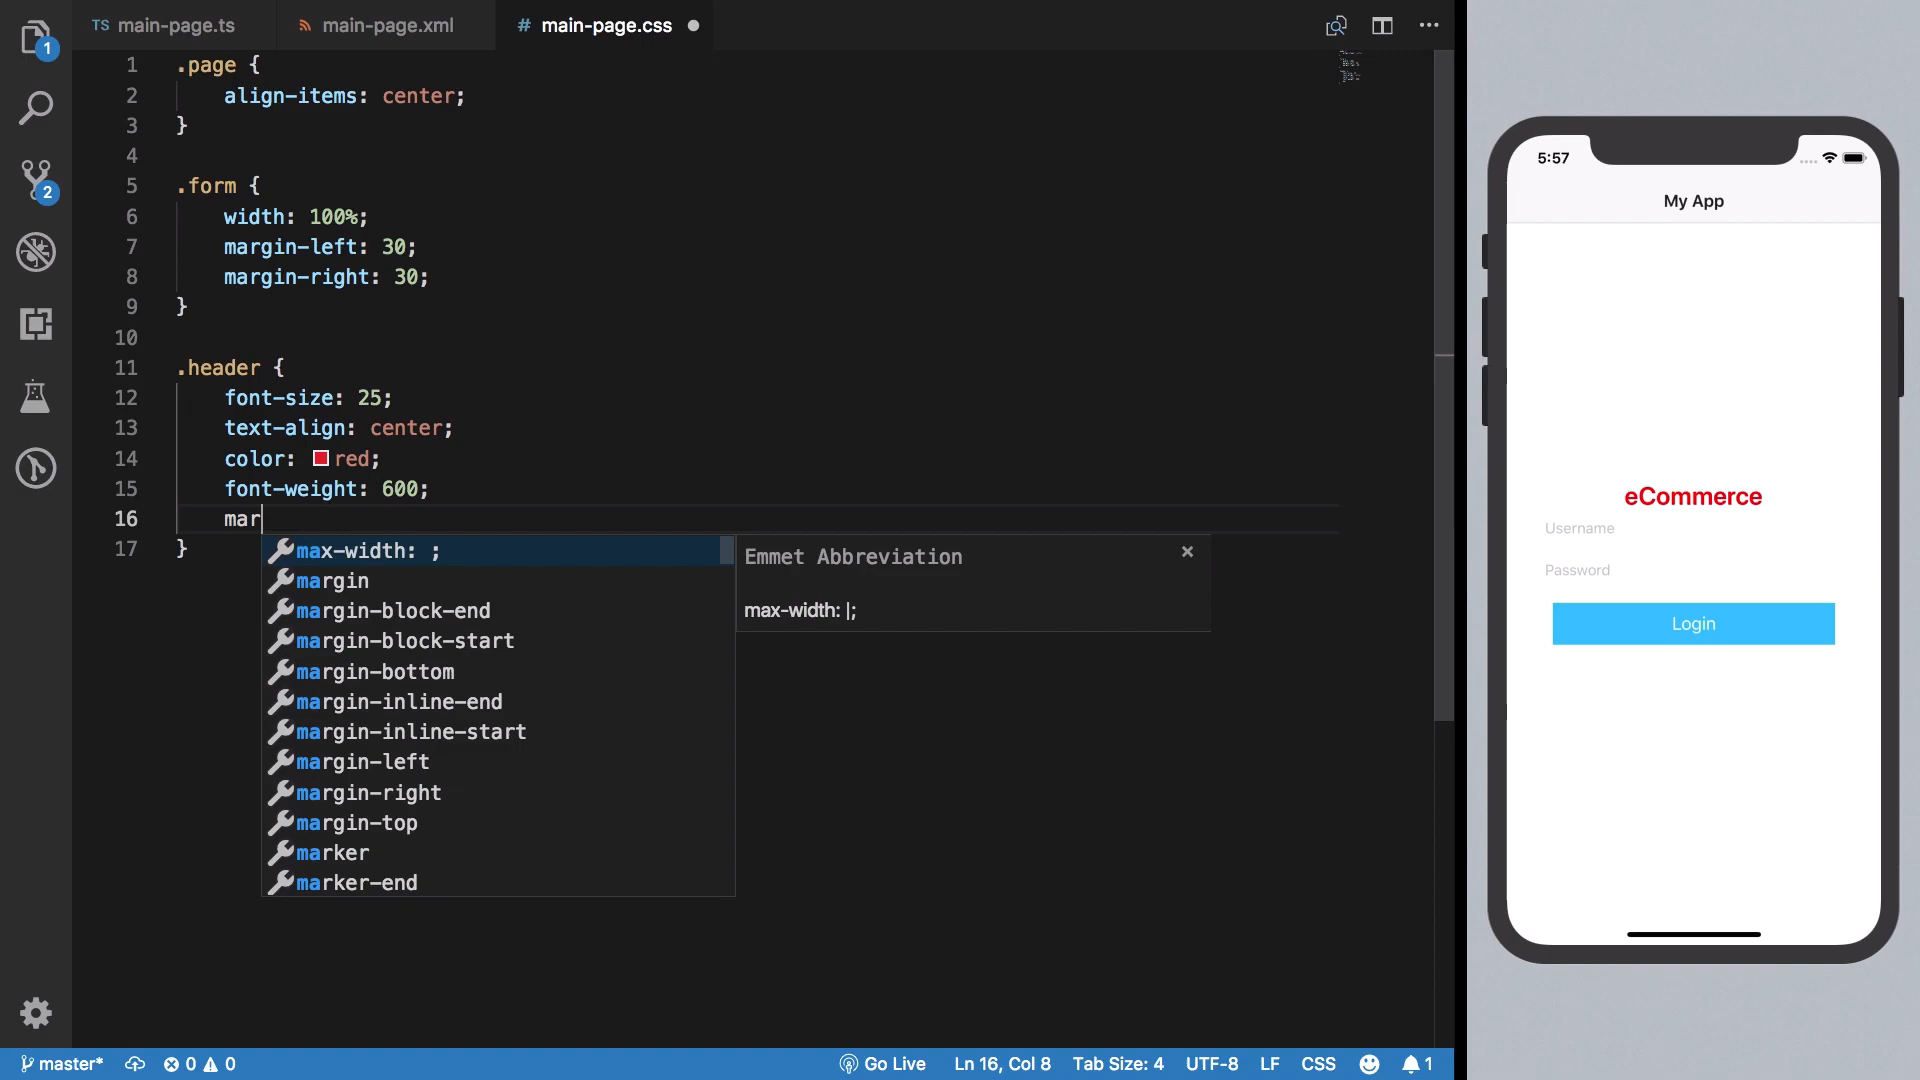 1
TS main-page.ts
main-page.xml
# main-page.css
1 .page {
2 align-items: center;
3 }
4
5 .form {
6 width: 100%;
7 margin-left: 30;
8 margin-right: 30;
9 }
10
11 .header {
12 font-size: 25;
13 text-align: center;
14 color: red;
15 font-weight: 600;
16 mar
17 }
2
max-width: ;
margin
margin-block-end
margin-block-start
margin-bottom
margin-inline-end
margin-inline-start
margin-left
margin-right
margin-top
marker
marker-end
Emmet Abbreviation
max-width: |;
master* 0 0
Go Live Ln 16, Col 8 Tab Size: 4 UTF-8 LF CSS 1
5:57
My App
eCommerce
Username
Password
Login